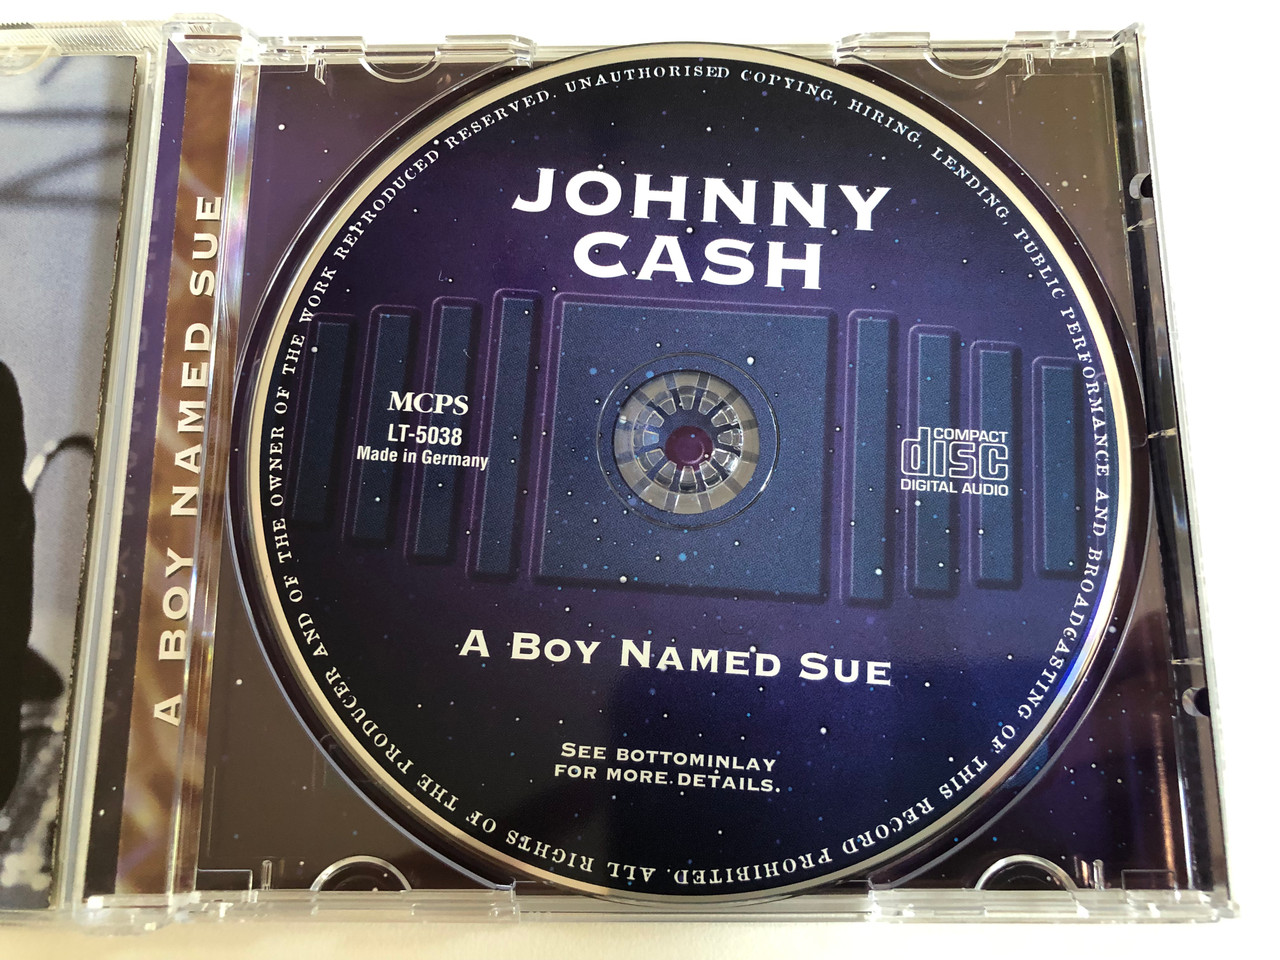 A BOY NAMED SUE
JOHNNY
CASH
MCPS
LT-5038
Made in Germany
COMPACT
disc
DIGITAL AUDIO
A BOY NAMED SUE
SEE BOTTOMINLAY
FOR MORE DETAILS.
ALL RIGHTS OF THE PRODUCER AND OF THE OWNER OF THE WORK REPRODUCED RESERVED. UNAUTHORISED COPYING, HIRING, LENDING, PUBLIC PERFORMANCE AND BROADCASTING OF THIS RECORD PROHIBITED.